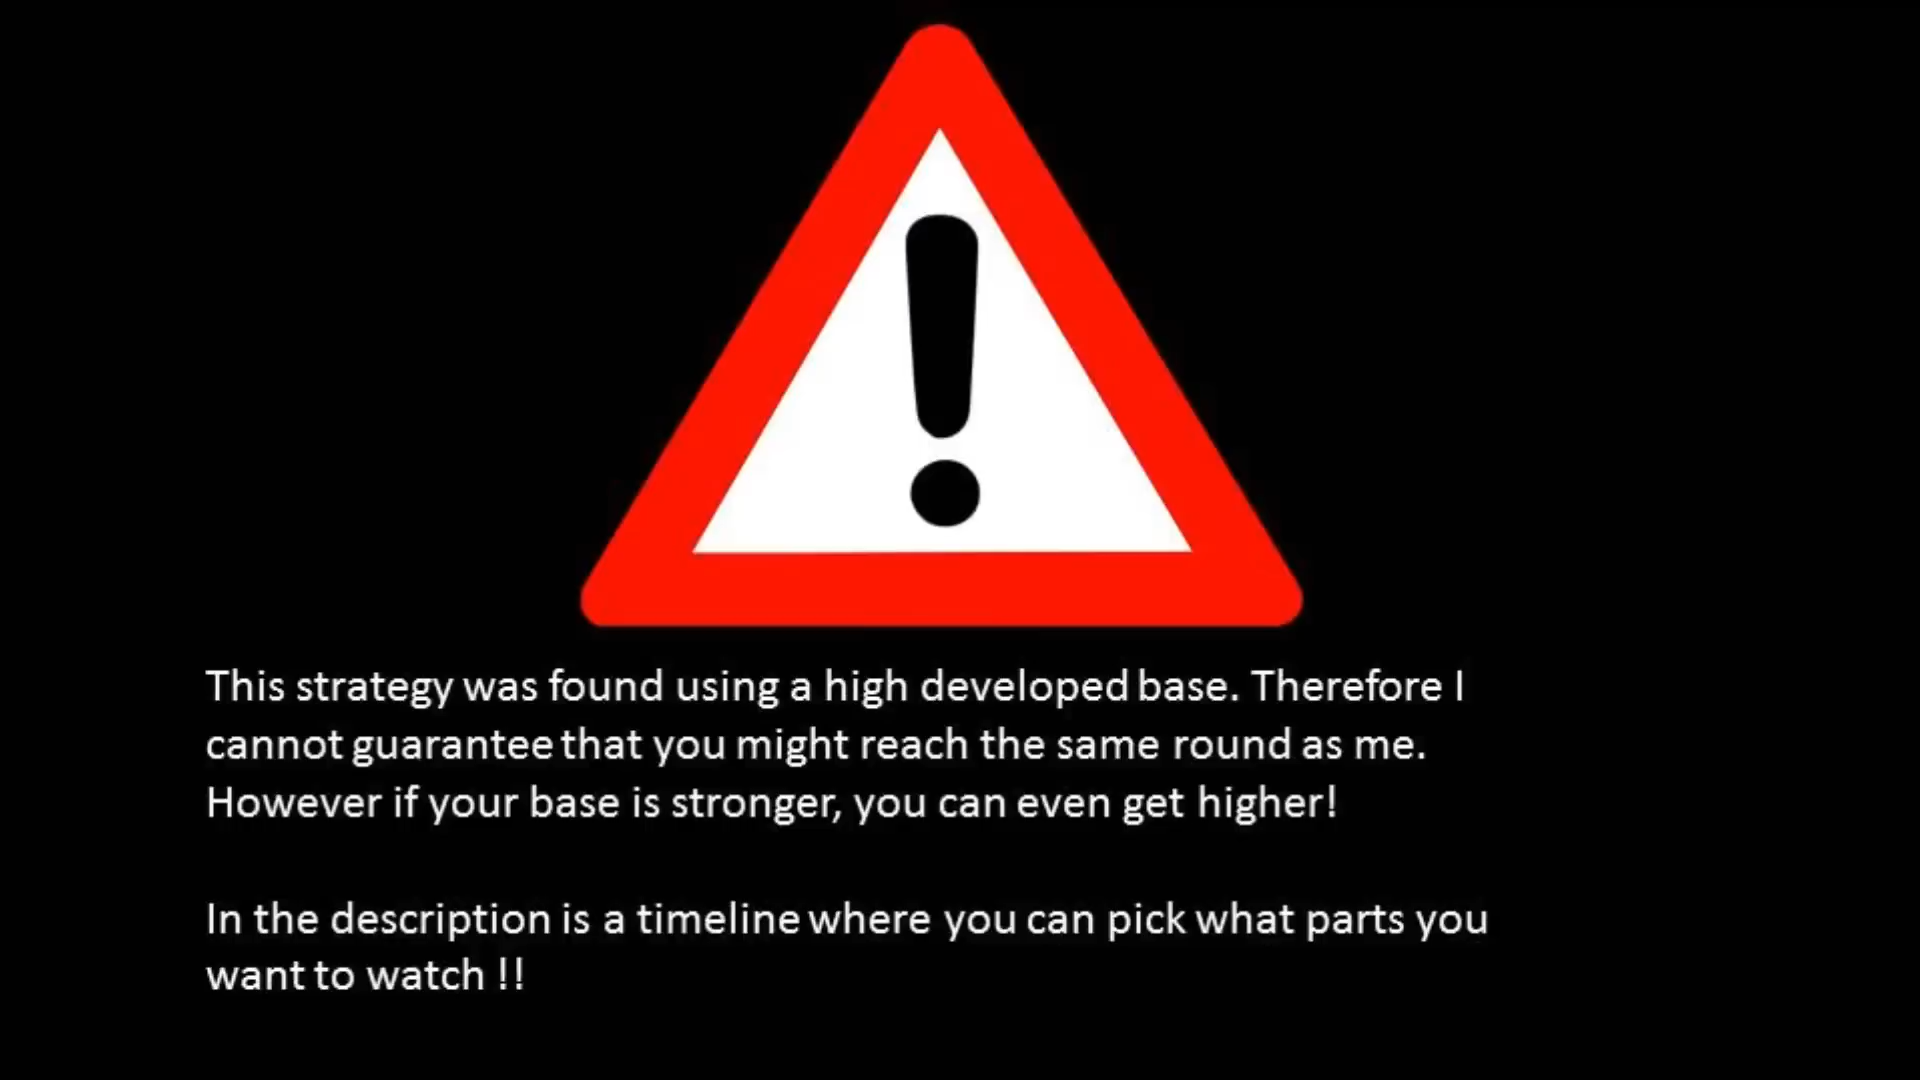 This strategy was found using a high developed base. Therefore I
cannot guarantee that you might reach the same round as me.
However if your base is stronger, you can even get higher!
In the description is a timeline where you can pick what parts you
want to watch !!